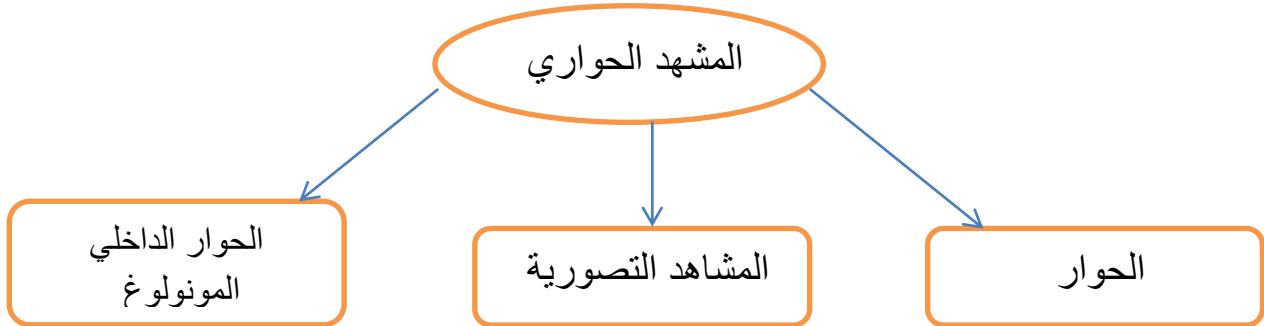 المشهد الحواري
الحوار
المشاهد التصورية
الحوار الداخلي
المونولوغ